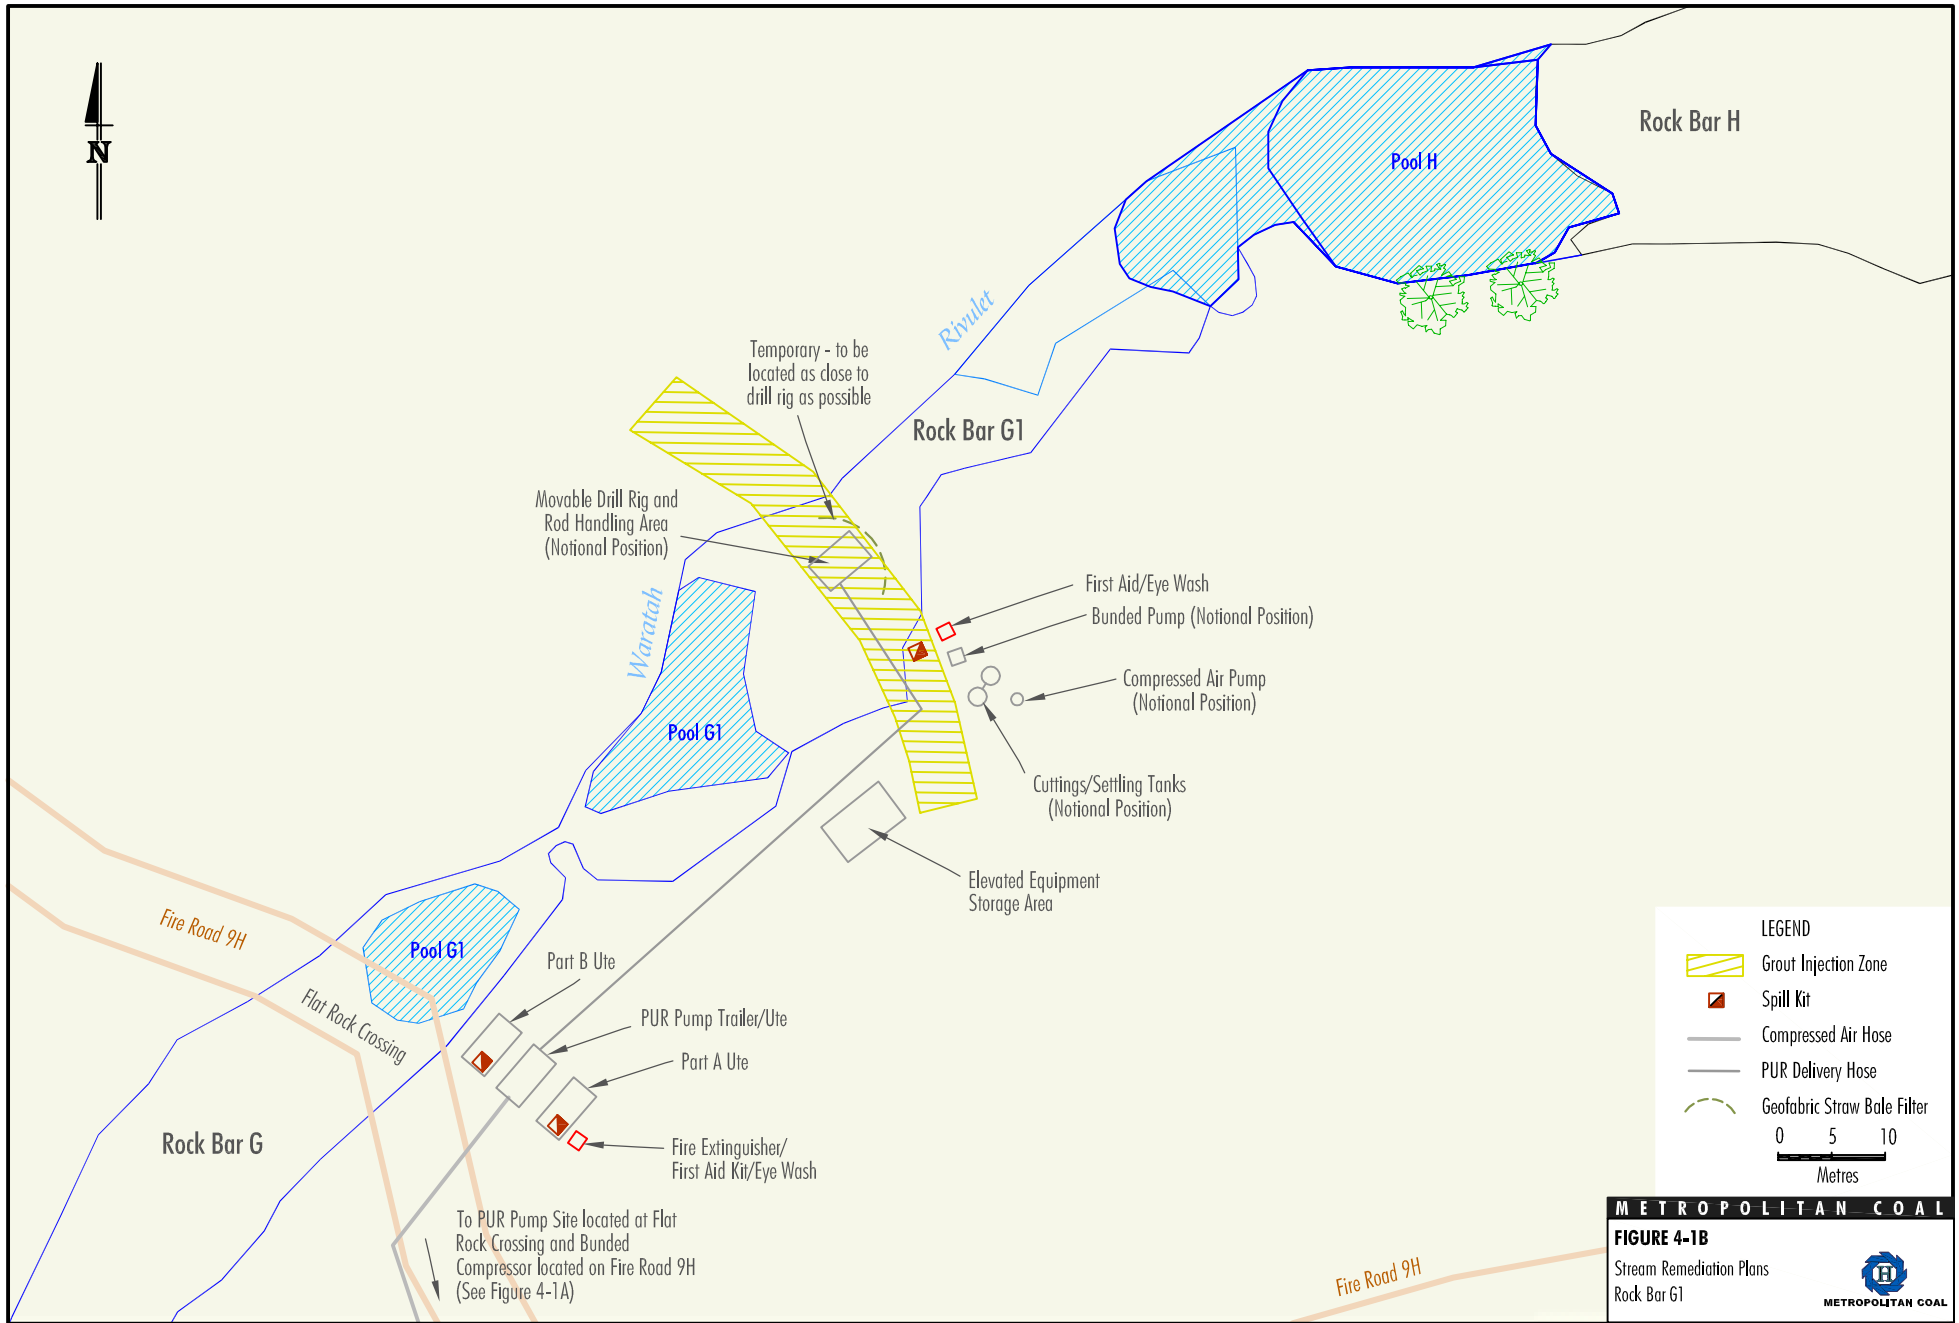 N
Rock Bar H
Pool H
Rivulet
Temporary - to be
located as close to
drill rig as possible
Rock Bar G1
Movable Drill Rig and
Rod Handling Area
(Notional Position)
First Aid/Eye Wash
Bunded Pump (Notional Position)
Waratah
Compressed Air Pump
(Notional Position)
Pool G1
Cuttings/Settling Tanks
(Notional Position)
Elevated Equipment
Storage Area
Fire Road 9H
Pool G1
Part B Ute
Flat Rock Crossing
PUR Pump Trailer/Ute
Part A Ute
Rock Bar G
Fire Extinguisher/
First Aid Kit/Eye Wash
To PUR Pump Site located at Flat
Rock Crossing and Bunded
Compressor located on Fire Road 9H
(See Figure 4-1A)
Fire Road 9H
LEGEND
Grout Injection Zone
Spill Kit
Compressed Air Hose
PUR Delivery Hose
Geofabric Straw Bale Filter
0 5 10
Metres
METROPOLITAN COAL
FIGURE 4-1B
Stream Remediation Plans
Rock Bar G1
H
METROPOLITAN COAL